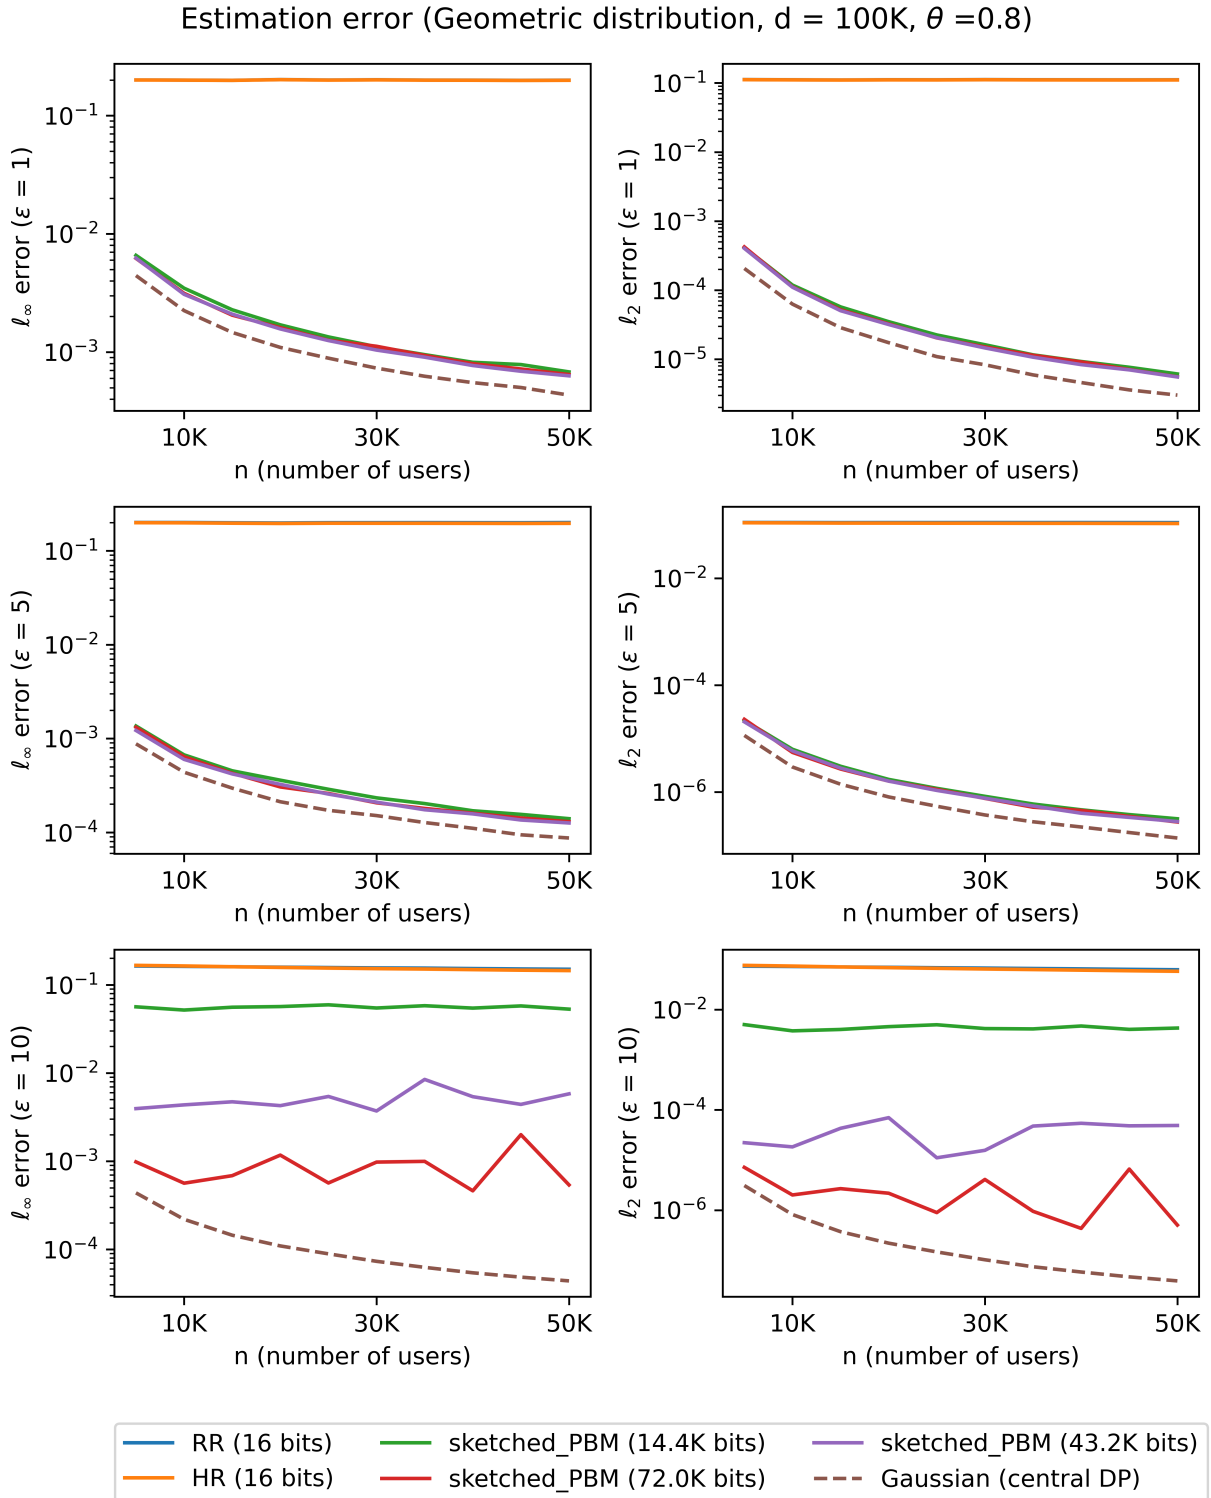 Estimation error (Geometric distribution, d = 100K, θ =0.8)
ℓ∞ error (ε = 1)
10⁻¹
10⁻²
10⁻³
10K 30K 50K
n (number of users)
ℓ₂ error (ε = 1)
10⁻¹
10⁻²
10⁻³
10⁻⁴
10⁻⁵
10K 30K 50K
n (number of users)
ℓ∞ error (ε = 5)
10⁻¹
10⁻²
10⁻³
10⁻⁴
10K 30K 50K
n (number of users)
ℓ₂ error (ε = 5)
10⁻²
10⁻⁴
10⁻⁶
10K 30K 50K
n (number of users)
ℓ∞ error (ε = 10)
10⁻¹
10⁻²
10⁻³
10⁻⁴
10K 30K 50K
n (number of users)
ℓ₂ error (ε = 10)
10⁻²
10⁻⁴
10⁻⁶
10K 30K 50K
n (number of users)
RR (16 bits)
HR (16 bits)
sketched_PBM (14.4K bits)
sketched_PBM (72.0K bits)
sketched_PBM (43.2K bits)
Gaussian (central DP)